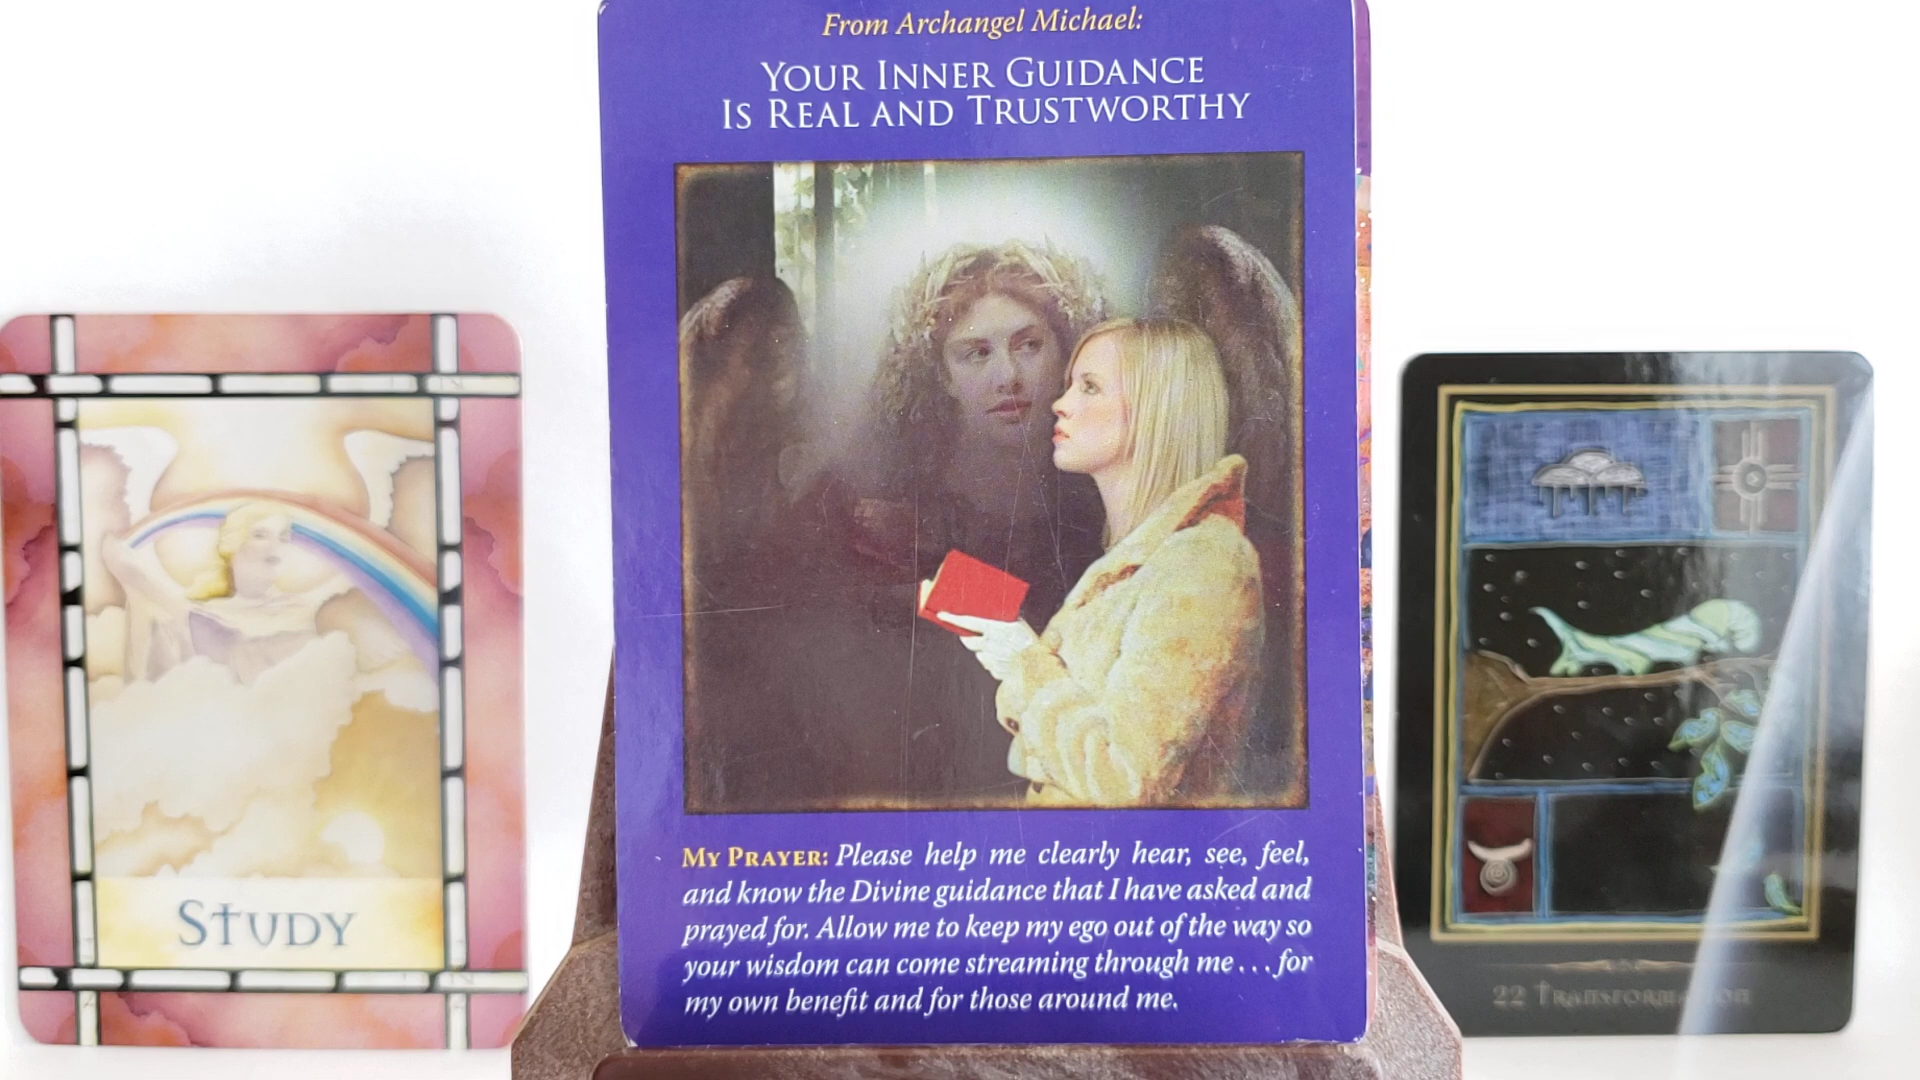 From Archangel Michael:
YOUR INNER GUIDANCE
IS REAL AND TRUSTWORTHY
MY PRAYER: Please help me clearly hear, see, feel,
and know the Divine guidance that I have asked and
prayed for. Allow me to keep my ego out of the way so
your wisdom can come streaming through me . . . for
my own benefit and for those around me.
STUDY
22 TRANSFORMATION